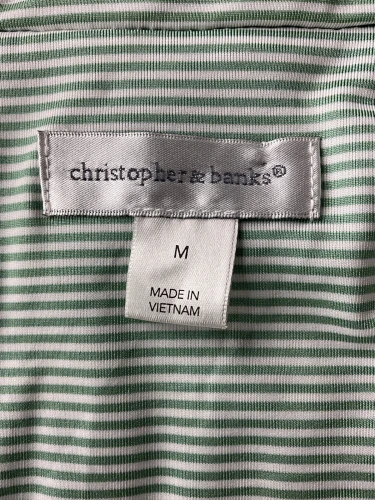 christopher & banks®
M
MADE IN
VIETNAM